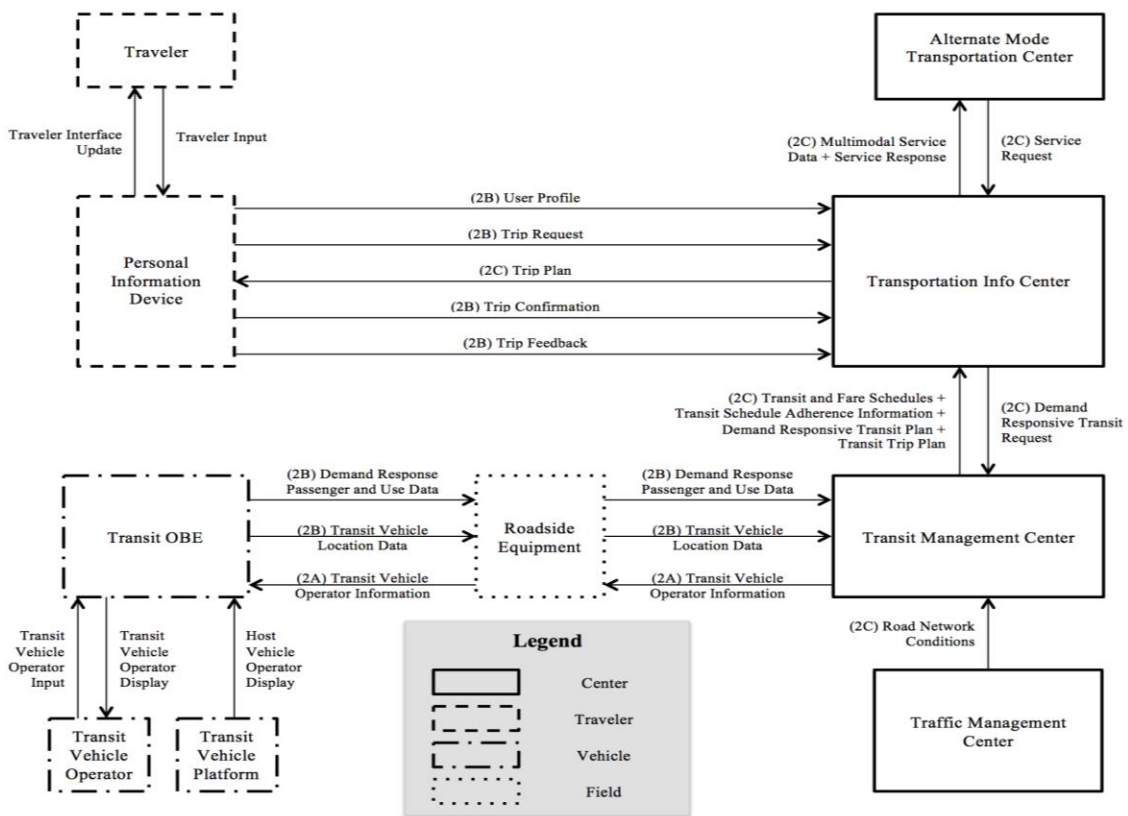 Traveler
Alternate Mode
Transportation Center
Traveler Interface
Update
Traveler Input
(2C) Multimodal Service
Data + Service Response
(2C) Service
Request
Personal
Information
Device
(2B) User Profile
(2B) Trip Request
(2C) Trip Plan
(2B) Trip Confirmation
(2B) Trip Feedback
Transportation Info Center
(2C) Transit and Fare Schedules +
Transit Schedule Adherence Information +
Demand Responsive Transit Plan +
Transit Trip Plan
(2C) Demand
Responsive Transit
Request
Transit OBE
(2B) Demand Response
Passenger and Use Data
(2B) Transit Vehicle
Location Data
(2A) Transit Vehicle
Operator Information
Roadside
Equipment
(2B) Demand Response
Passenger and Use Data
(2B) Transit Vehicle
Location Data
(2A) Transit Vehicle
Operator Information
Transit Management Center
Transit
Vehicle
Operator
Input
Transit
Vehicle
Operator
Display
Host
Vehicle
Operator
Display
(2C) Road Network
Conditions
Transit
Vehicle
Operator
Transit
Vehicle
Platform
Traffic Management
Center
Legend
Center
Traveler
Vehicle
Field